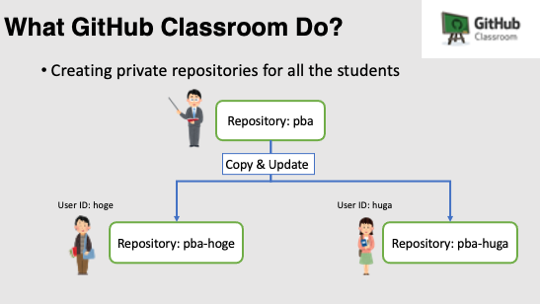 What GitHub Classroom Do?
GitHub
Classroom
• Creating private repositories for all the students
Repository: pba
Copy & Update
User ID: hoge
User ID: huga
Repository: pba-hoge
Repository: pba-huga